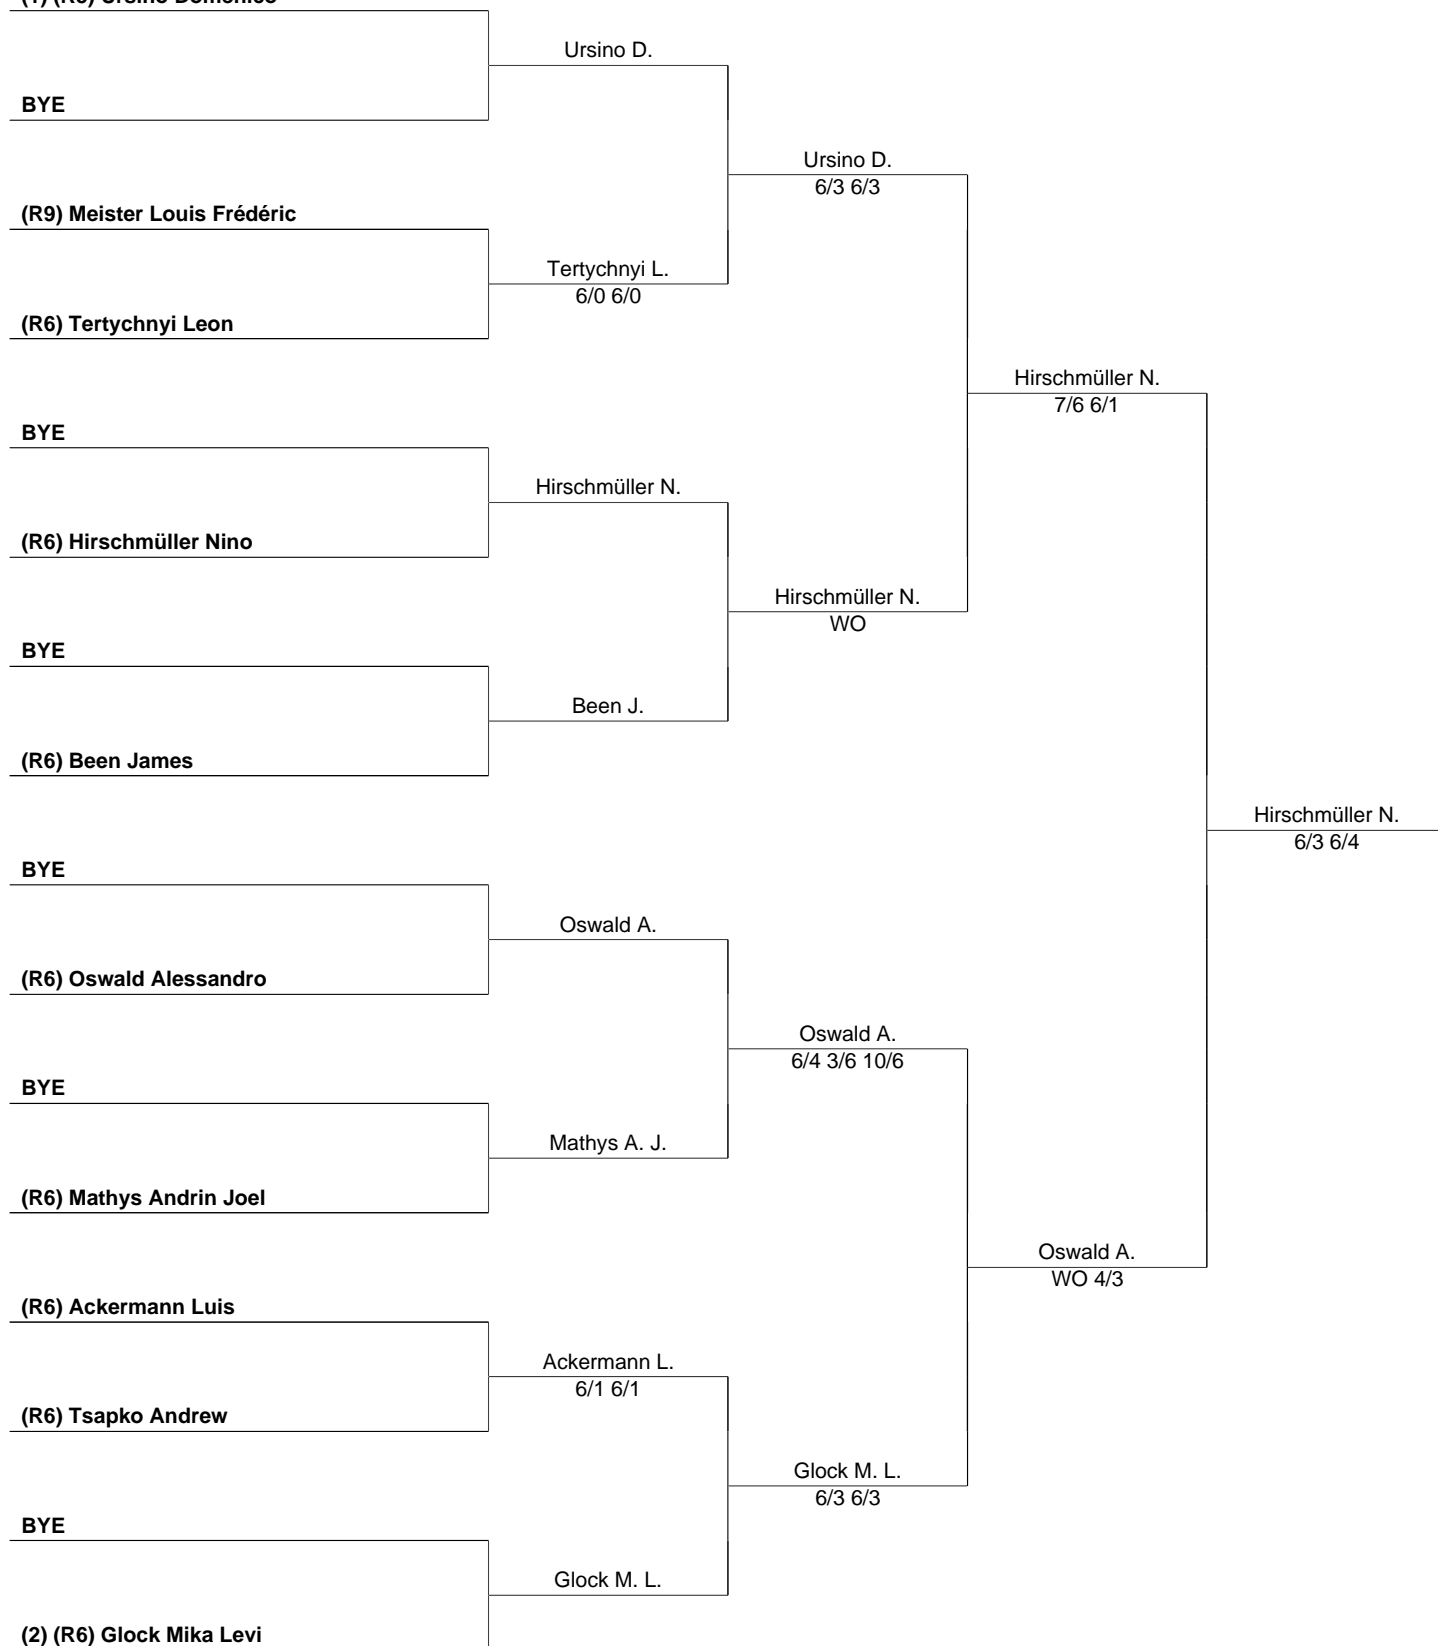 Ursino D.
BYE
Ursino D.
6/3 6/3
(R9) Meister Louis Frédéric
Tertychnyi L.
6/0 6/0
(R6) Tertychnyi Leon
Hirschmüller N.
7/6 6/1
BYE
Hirschmüller N.
(R6) Hirschmüller Nino
Hirschmüller N.
WO
BYE
Been J.
(R6) Been James
Hirschmüller N.
6/3 6/4
BYE
Oswald A.
(R6) Oswald Alessandro
Oswald A.
6/4 3/6 10/6
BYE
Mathys A. J.
(R6) Mathys Andrin Joel
Oswald A.
WO 4/3
(R6) Ackermann Luis
Ackermann L.
6/1 6/1
(R6) Tsapko Andrew
Glock M. L.
6/3 6/3
BYE
Glock M. L.
(2) (R6) Glock Mika Levi